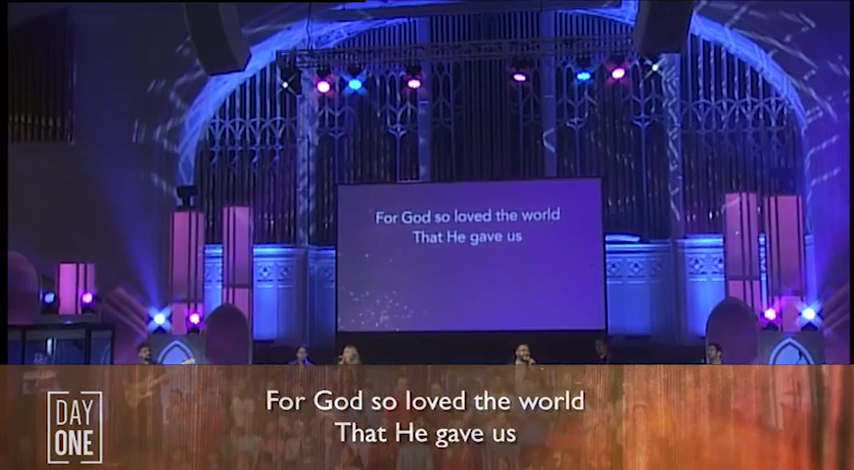 For God so loved the world
That He gave us
DAY
ONE
For God so loved the world
That He gave us